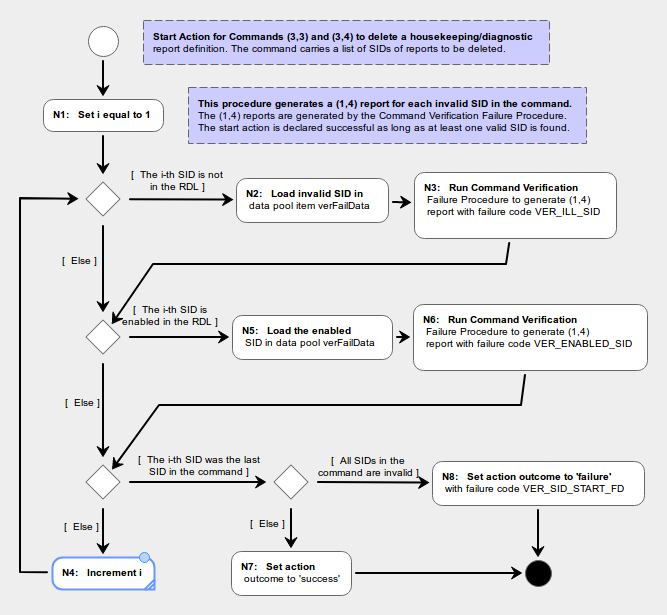 Start Action for Commands (3,3) and (3,4) to delete a housekeeping/diagnostic
report definition. The command carries a list of SIDs of reports to be deleted.
This procedure generates a (1,4) report for each invalid SID in the command.
The (1,4) reports are generated by the Command Verification Failure Procedure.
The start action is declared successful as long as at least one valid SID is found.
N1: Set i equal to 1
[ The i-th SID is not
in the RDL ]
N2: Load invalid SID in
data pool item verFailData
N3: Run Command Verification
Failure Procedure to generate (1,4)
report with failure code VER_ILL_SID
[ Else ]
[ The i-th SID is
enabled in the RDL ]
N5: Load the enabled
SID in data pool verFailData
N6: Run Command Verification
Failure Procedure to generate (1,4)
report with failure code VER_ENABLED_SID
[ Else ]
[ The i-th SID was the last
SID in the command ]
[ All SIDs in the
command are invalid ]
N8: Set action outcome to 'failure'
with failure code VER_SID_START_FD
[ Else ]
[ Else ]
N4: Increment i
N7: Set action
outcome to 'success'